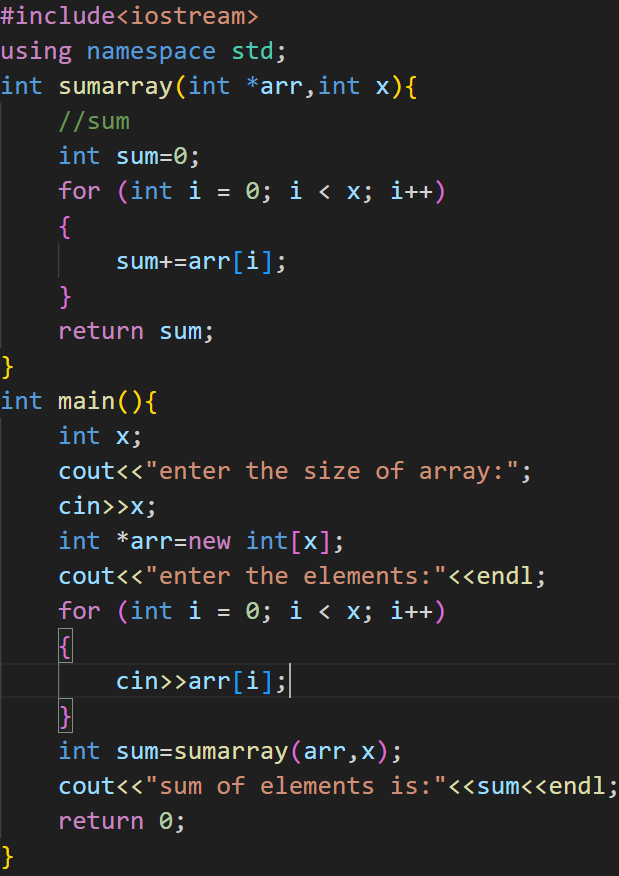 #include<iostream>
using namespace std;
int sumarray(int *arr,int x){
    //sum
    int sum=0;
    for (int i = 0; i < x; i++)
    {
        sum+=arr[i];
    }
    return sum;
}
int main(){
    int x;
    cout<<"enter the size of array:";
    cin>>x;
    int *arr=new int[x];
    cout<<"enter the elements:"<<endl;
    for (int i = 0; i < x; i++)
    {
        cin>>arr[i];
    }
    int sum=sumarray(arr,x);
    cout<<"sum of elements is:"<<sum<<endl;
    return 0;
}